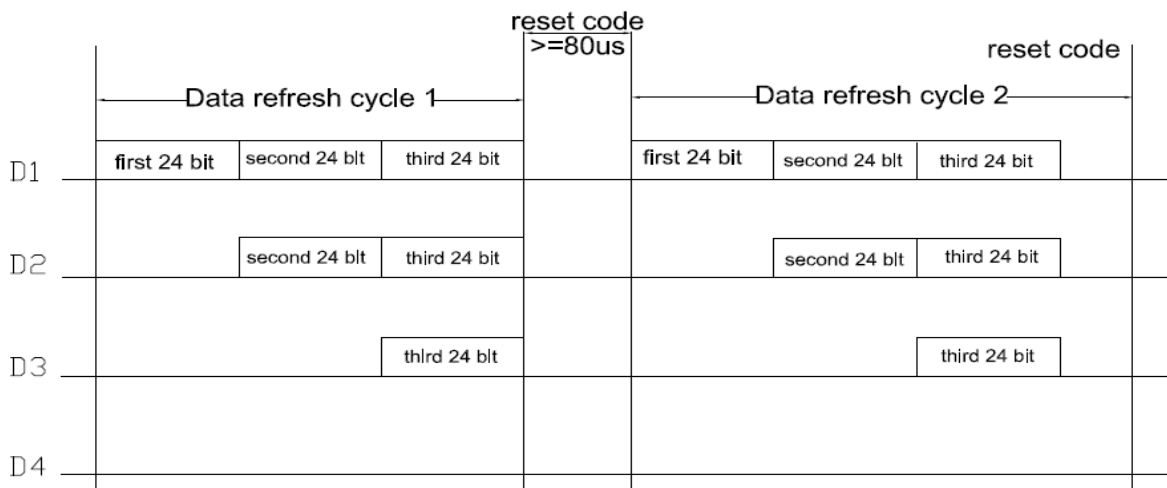 reset code
>=80us
reset code
Data refresh cycle 1
Data refresh cycle 2
D1 first 24 bit second 24 blt third 24 bit first 24 bit second 24 blt third 24 bit
D2 second 24 blt third 24 bit second 24 blt third 24 bit
D3 thlrd 24 blt third 24 bit
D4